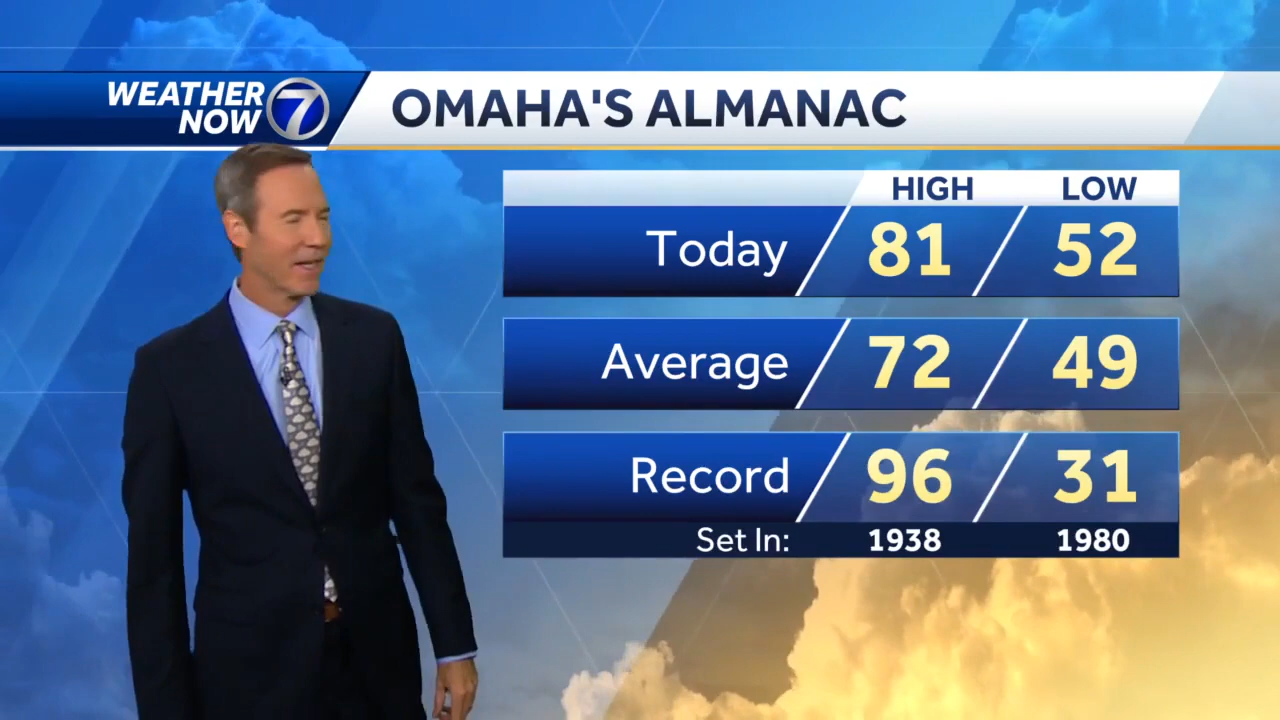 WEATHER
NOW 7
OMAHA'S ALMANAC
HIGH LOW
Today 81 52
Average 72 49
Record 96 31
Set In: 1938 1980